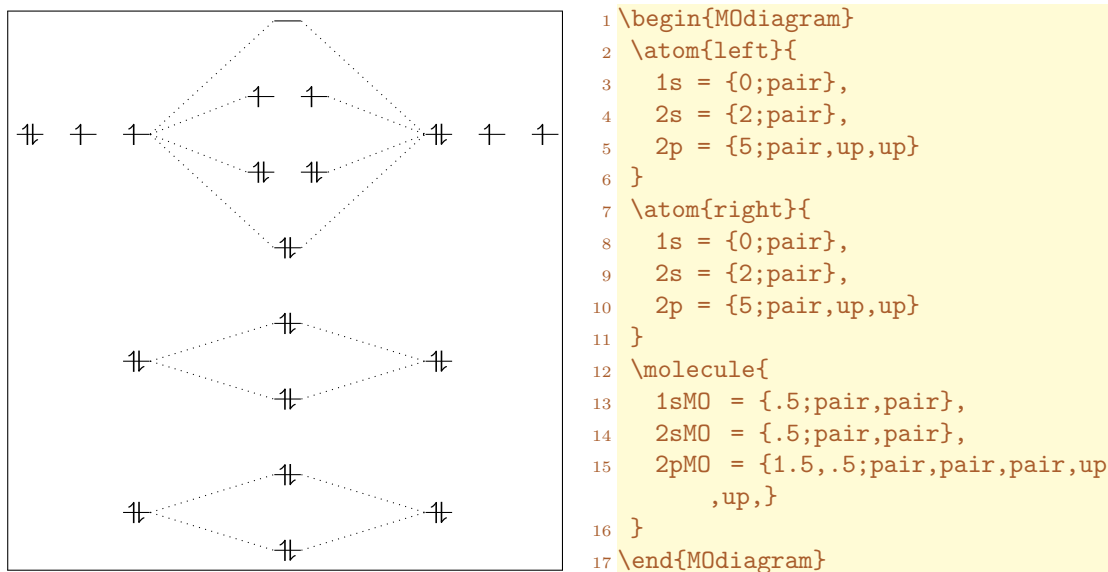 1 \begin{MOdiagram}
2 \atom{left}{
3 1s = {0;pair},
4 2s = {2;pair},
5 2p = {5;pair,up,up}
6 }
7 \atom{right}{
8 1s = {0;pair},
9 2s = {2;pair},
10 2p = {5;pair,up,up}
11 }
12 \molecule{
13 1sMO = {.5;pair,pair},
14 2sMO = {.5;pair,pair},
15 2pMO = {1.5,.5;pair,pair,pair,up
,up,}
16 }
17 \end{MOdiagram}